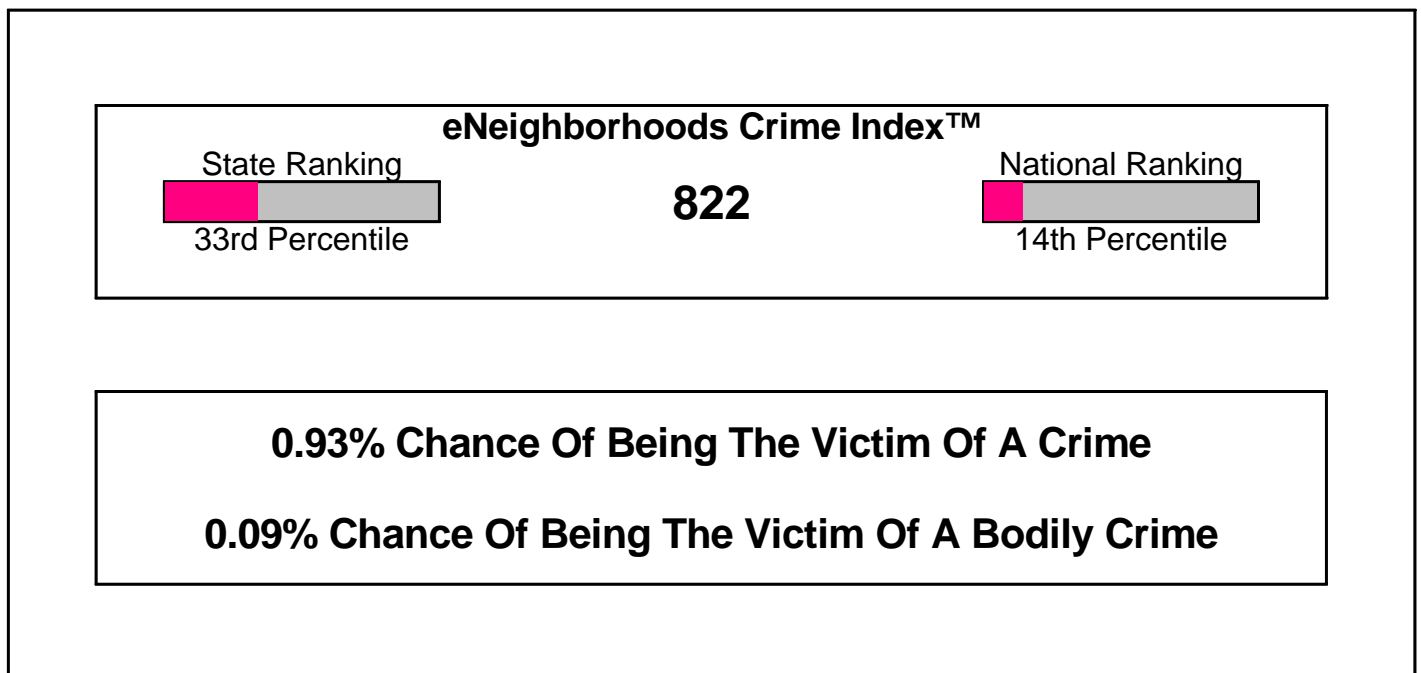 eNeighborhoods Crime Index™
State Ranking
33rd Percentile
822
National Ranking
14th Percentile
0.93% Chance Of Being The Victim Of A Crime
0.09% Chance Of Being The Victim Of A Bodily Crime